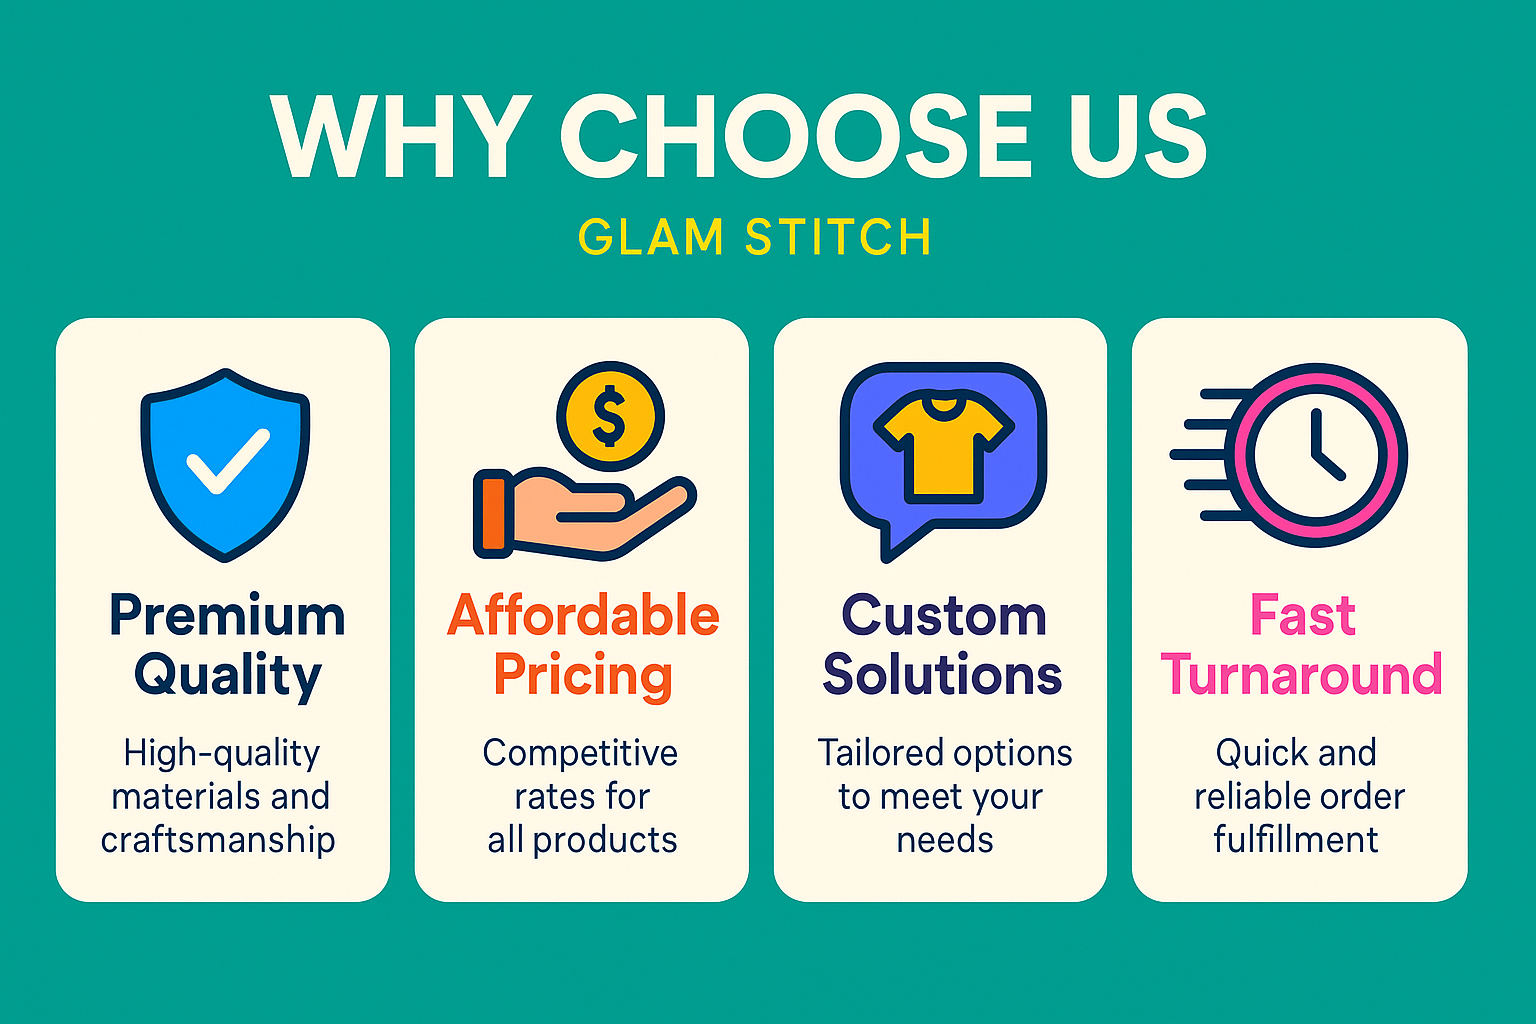 WHY CHOOSE US
GLAM STITCH
$
Premium
Quality
High-quality
materials and
craftsmanship
Affordable
Pricing
Competitive
rates for
all products
Custom
Solutions
Tailored options
to meet your
needs
Fast
Turnaround
Quick and
reliable order
fulfillment